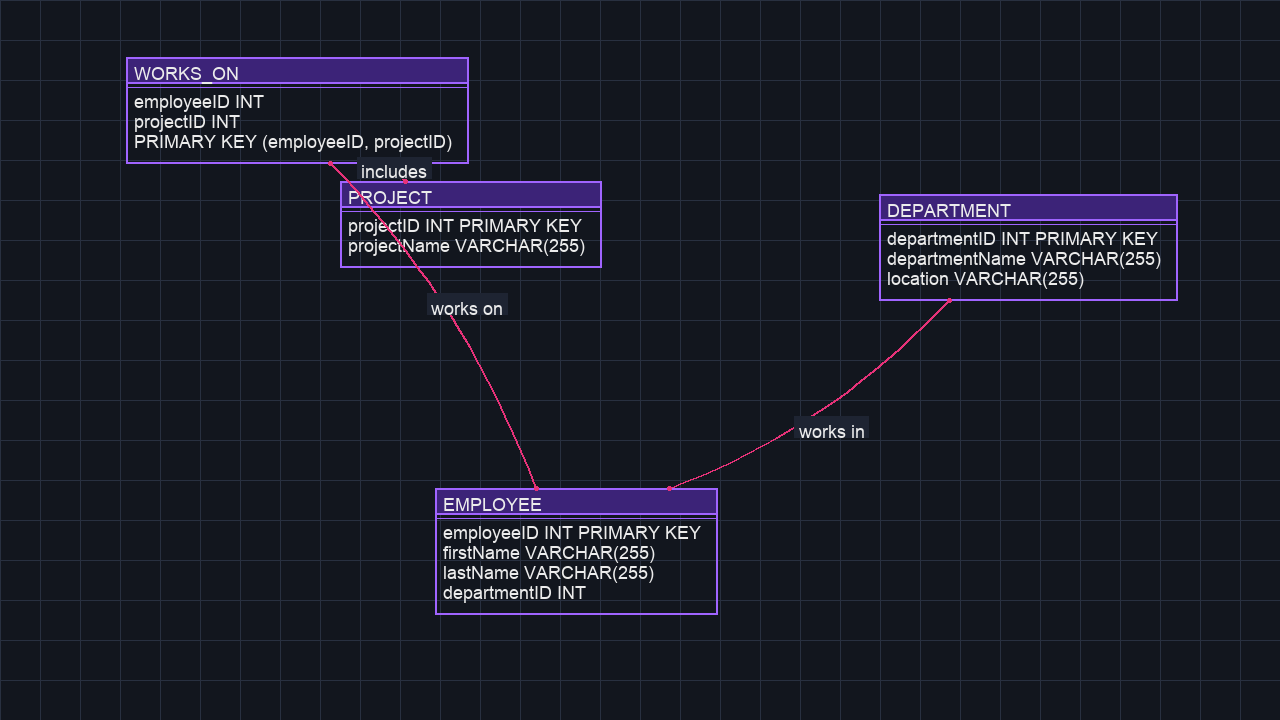 WORKS_ON
employeeID INT
projectID INT
PRIMARY KEY (employeeID, projectID)
includes
PROJECT
projectID INT PRIMARY KEY
projectName VARCHAR(255)
DEPARTMENT
departmentID INT PRIMARY KEY
departmentName VARCHAR(255)
location VARCHAR(255)
works on
works in
EMPLOYEE
employeeID INT PRIMARY KEY
firstName VARCHAR(255)
lastName VARCHAR(255)
departmentID INT